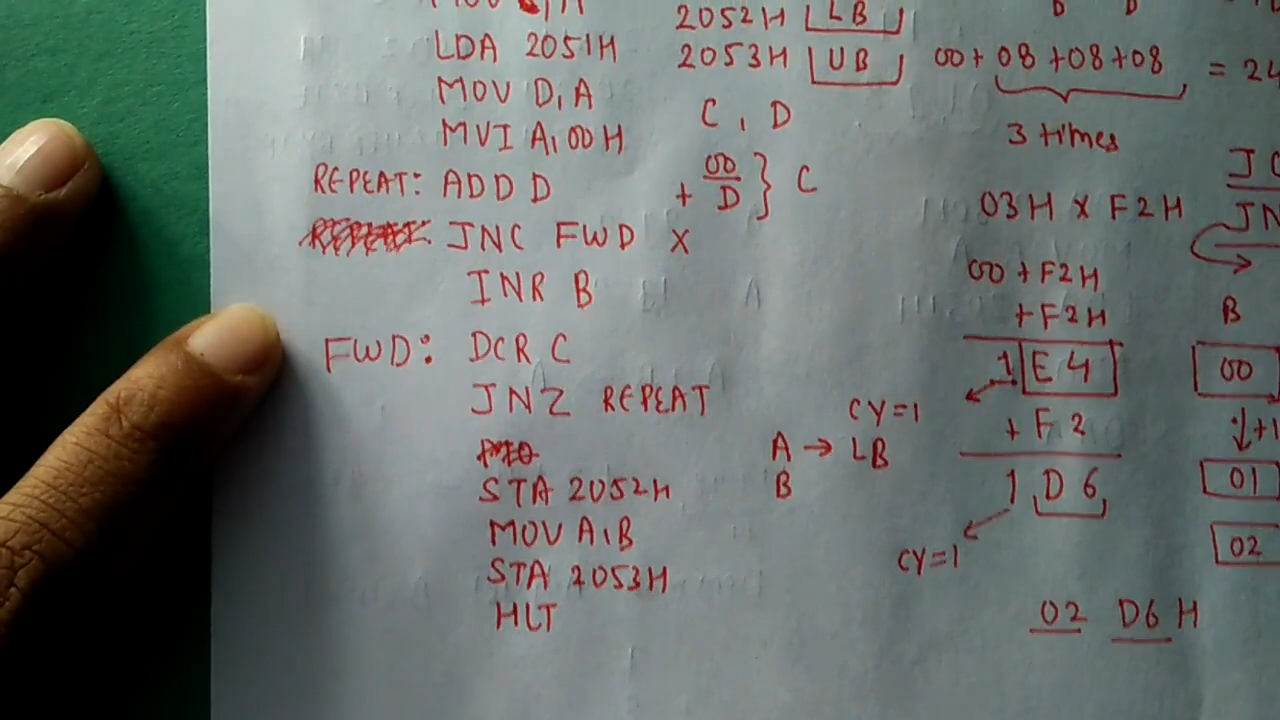 2052H LB
LDA 2051H
2053H UB
00+ 08 +08+08 = 24
MOV D, A
C, D
3 times
MVI A, 00H
REPEAT: ADD D
+ 00
D } C
03H X F2H
JNC FWD X
00 + F2H
INR B
+ F2H
B
FWD: DCR C
1 E4
00
JNZ REPEAT
CY=1
+ F2
+1
A → LB
STA 2052H
B
1 D6
01
MOV A, B
CY=1
02
STA 2053H
HLT
02 D6 H